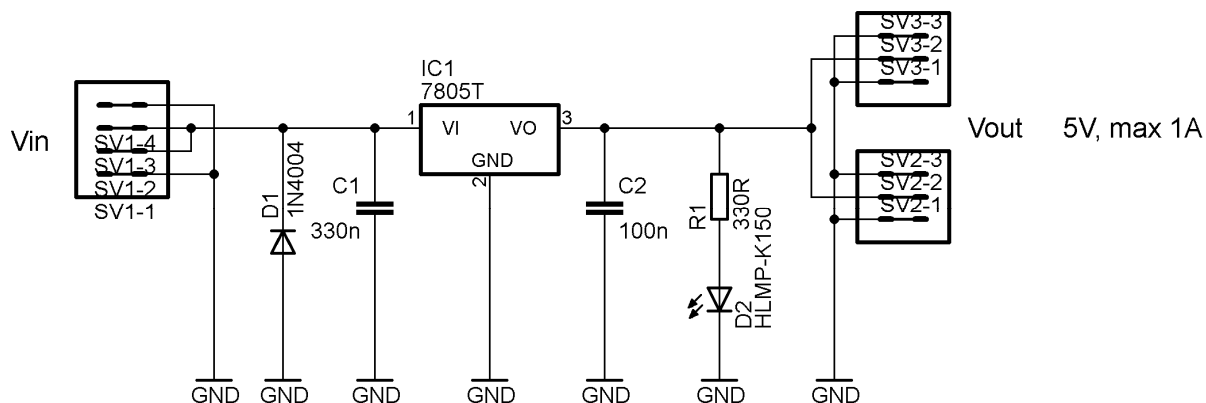 Vin
SV1-4
SV1-3
SV1-2
SV1-1
D1
1N4004
C1
330n
IC1
7805T
1
VI
VO
3
GND
2
C2
100n
R1
330R
D2
HLMP-K150
SV3-3
SV3-2
SV3-1
Vout 5V, max 1A
SV2-3
SV2-2
SV2-1
GND
GND
GND
GND
GND
GND
GND